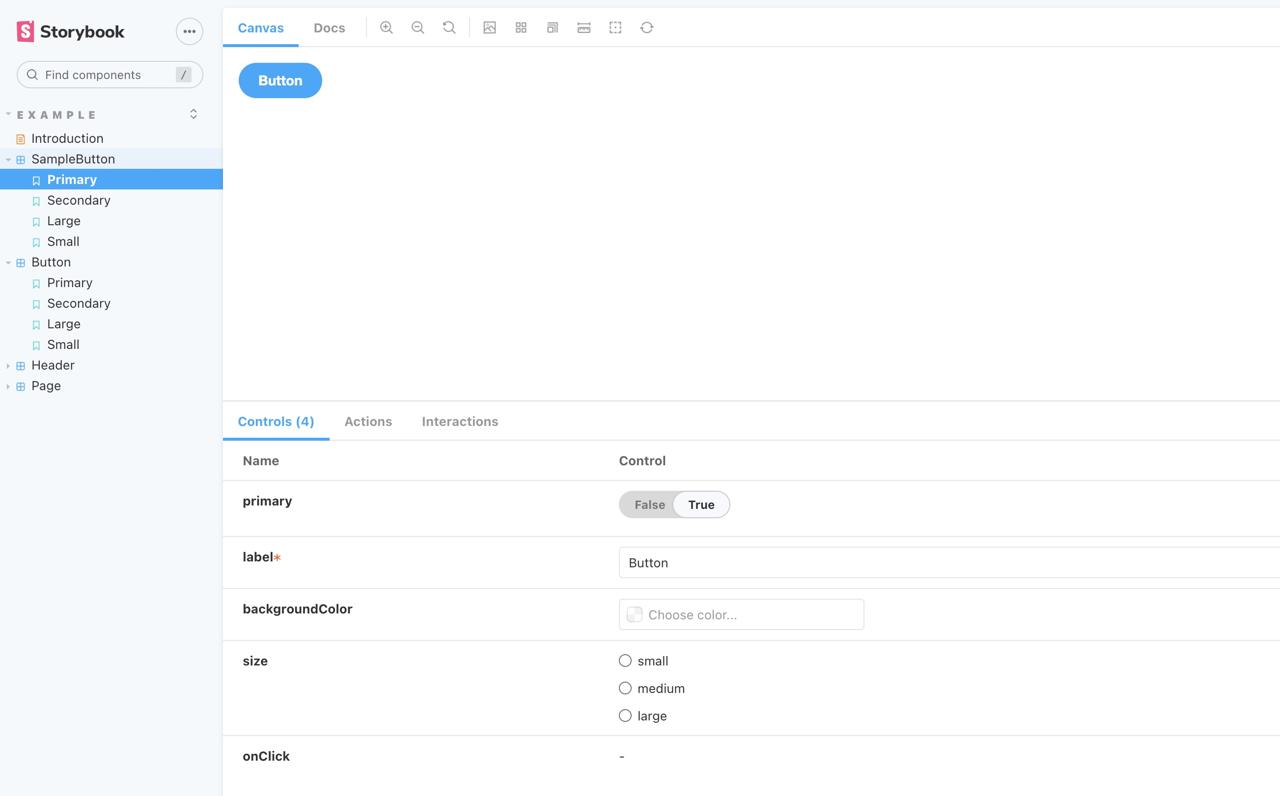 Storybook
Find components /
EXAMPLE
Introduction
SampleButton
Primary
Secondary
Large
Small
Button
Primary
Secondary
Large
Small
Header
Page
Canvas Docs
Button
Controls (4) Actions Interactions
Name Control
primary False True
label* Button
backgroundColor Choose color...
size small
medium
large
onClick -